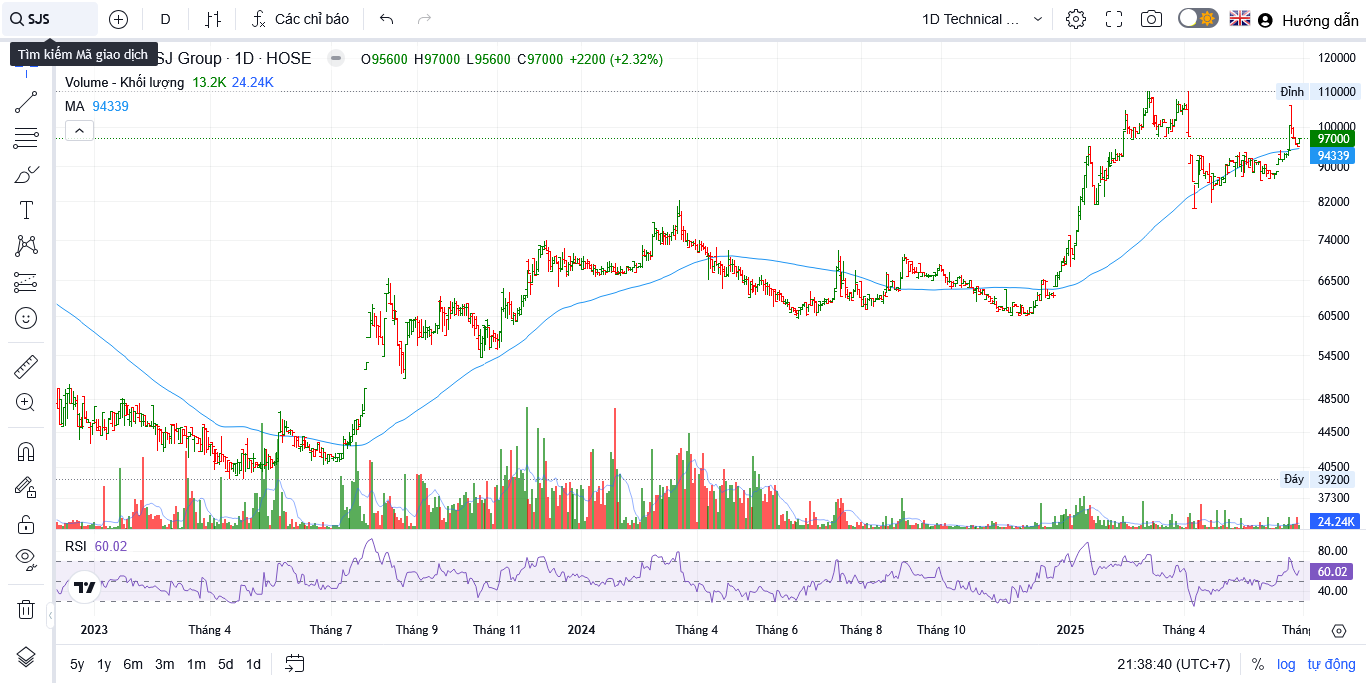 SJS D Các chỉ báo 1D Technical ... Hướng dẫn
Tìm kiếm Mã giao dịch
SJ Group · 1D · HOSE O95600 H97000 L95600 C97000 +2200 (+2.32%)
Volume - Khối lượng 13.2K 24.24K
MA 94339
120000
Đỉnh 110000
100000
97000
94339
90000
82000
74000
66500
60500
54500
48500
44500
40500
Đáy 39200
37300
24.24K
RSI 60.02
80.00
60.02
40.00
2023 Tháng 4 Tháng 7 Tháng 9 Tháng 11 2024 Tháng 4 Tháng 6 Tháng 8 Tháng 10 2025 Tháng 4
5y 1y 6m 3m 1m 5d 1d 21:38:40 (UTC+7) % log tự động